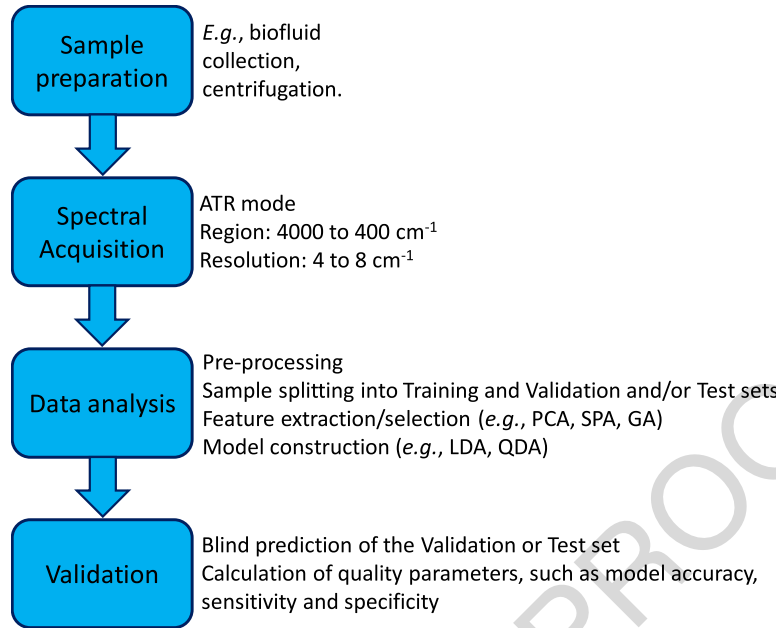 Sample
preparation
E.g., biofluid
collection,
centrifugation.
Spectral
Acquisition
ATR mode
Region: 4000 to 400 cm⁻¹
Resolution: 4 to 8 cm⁻¹
Data analysis
Pre-processing
Sample splitting into Training and Validation and/or Test sets
Feature extraction/selection (e.g., PCA, SPA, GA)
Model construction (e.g., LDA, QDA)
Validation
Blind prediction of the Validation or Test set
Calculation of quality parameters, such as model accuracy,
sensitivity and specificity
PROO